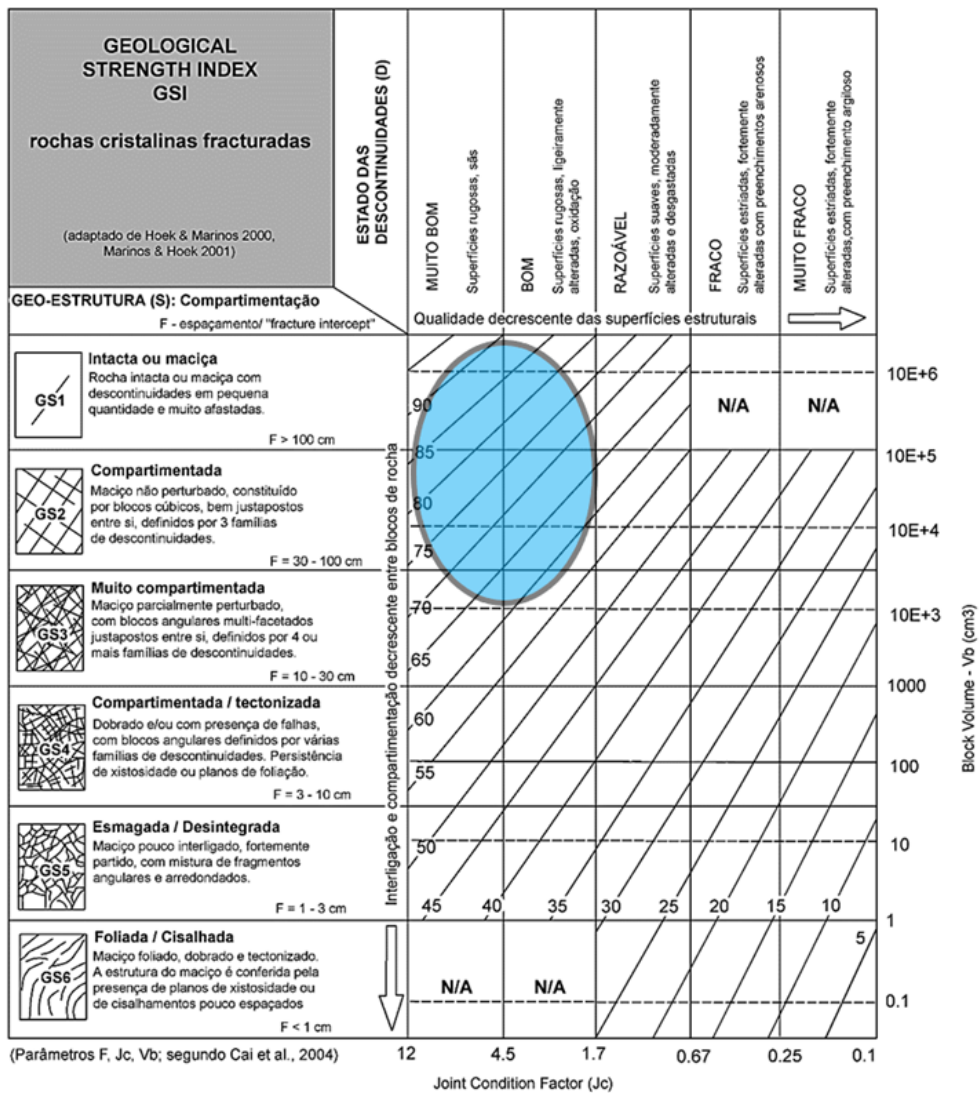 GEOLOGICAL
STRENGTH INDEX
GSI
rochas cristalinas fracturadas
(adaptado de Hoek & Marinos 2000,
Marinos & Hoek 2001)
ESTADO DAS
DESCONTINUIDADES (D)
MUITO BOM
Superfícies rugosas, sãs
BOM
Superfícies rugosas, ligeiramente
alteradas, oxidação
RAZOÁVEL
Superfícies suaves, moderadamente
alteradas e desgastadas
FRACO
Superfícies estriadas, fortemente
alteradas com preenchimentos arenosos
MUITO FRACO
Superfícies estriadas, fortemente
alteradas,com preenchimento argiloso
GEO-ESTRUTURA (S): Compartimentação
F - espaçamento/ "fracture intercept"
Qualidade decrescente das superfícies estruturais
Interligação e compartimentação decrescente entre blocos de rocha
GS1
Intacta ou maciça
Rocha intacta ou maciça com
descontinuidades em pequena
quantidade e muito afastadas.
F > 100 cm
GS2
Compartimentada
Maciço não perturbado, constituído
por blocos cúbicos, bem justapostos
entre si, definidos por 3 famílias
de descontinuidades.
F = 30 - 100 cm
GS3
Muito compartimentada
Maciço parcialmente perturbado,
com blocos angulares multi-facetados
justapostos entre si, definidos por 4 ou
mais famílias de descontinuidades.
F = 10 - 30 cm
GS4
Compartimentada / tectonizada
Dobrado e/ou com presença de falhas,
com blocos angulares definidos por várias
famílias de descontinuidades. Persistência
de xistosidade ou planos de foliação.
F = 3 - 10 cm
GS5
Esmagada / Desintegrada
Maciço pouco interligado, fortemente
partido, com mistura de fragmentos
angulares e arredondados.
F = 1 - 3 cm
GS6
Foliada / Cisalhada
Maciço foliado, dobrado e tectonizado.
A estrutura do maciço é conferida pela
presença de planos de xistosidade ou
de cisalhamentos pouco espaçados
F < 1 cm
90
85
80
75
70
65
60
55
50
45 40 35 30 25 20 15 10
5
N/A N/A
N/A N/A
10E+6
10E+5
10E+4
10E+3
1000
100
10
1
0.1
Block Volume - Vb (cm3)
(Parâmetros F, Jc, Vb; segundo Cai et al., 2004)
12 4.5 1.7 0.67 0.25 0.1
Joint Condition Factor (Jc)